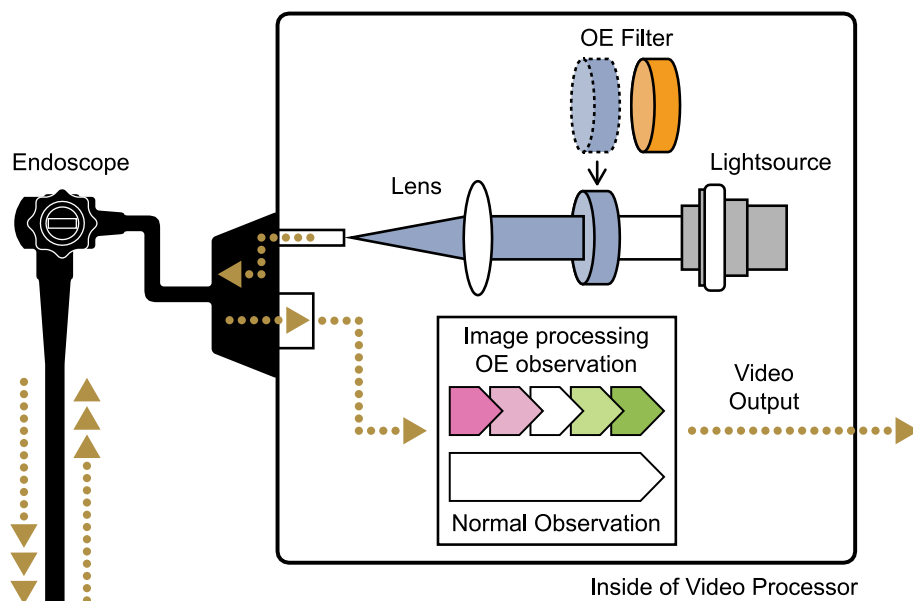 OE Filter
Endoscope
Lens
Lightsource
Image processing
OE observation
Video
Output
Normal Observation
Inside of Video Processor